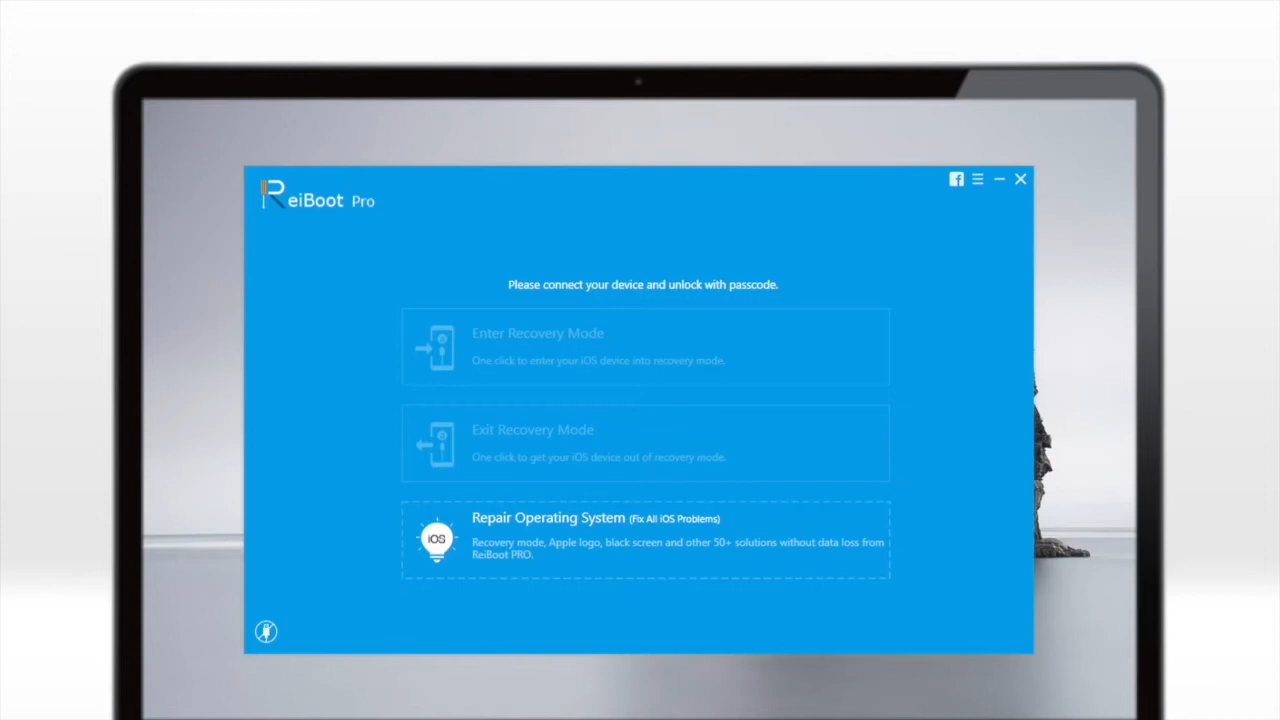 ReiBoot Pro
Please connect your device and unlock with passcode.
Enter Recovery Mode
One click to enter your iOS device into recovery mode.
Exit Recovery Mode
One click to get your iOS device out of recovery mode.
iOS
Repair Operating System (Fix All iOS Problems)
Recovery mode, Apple logo, black screen and other 50+ solutions without data loss from
ReiBoot PRO.